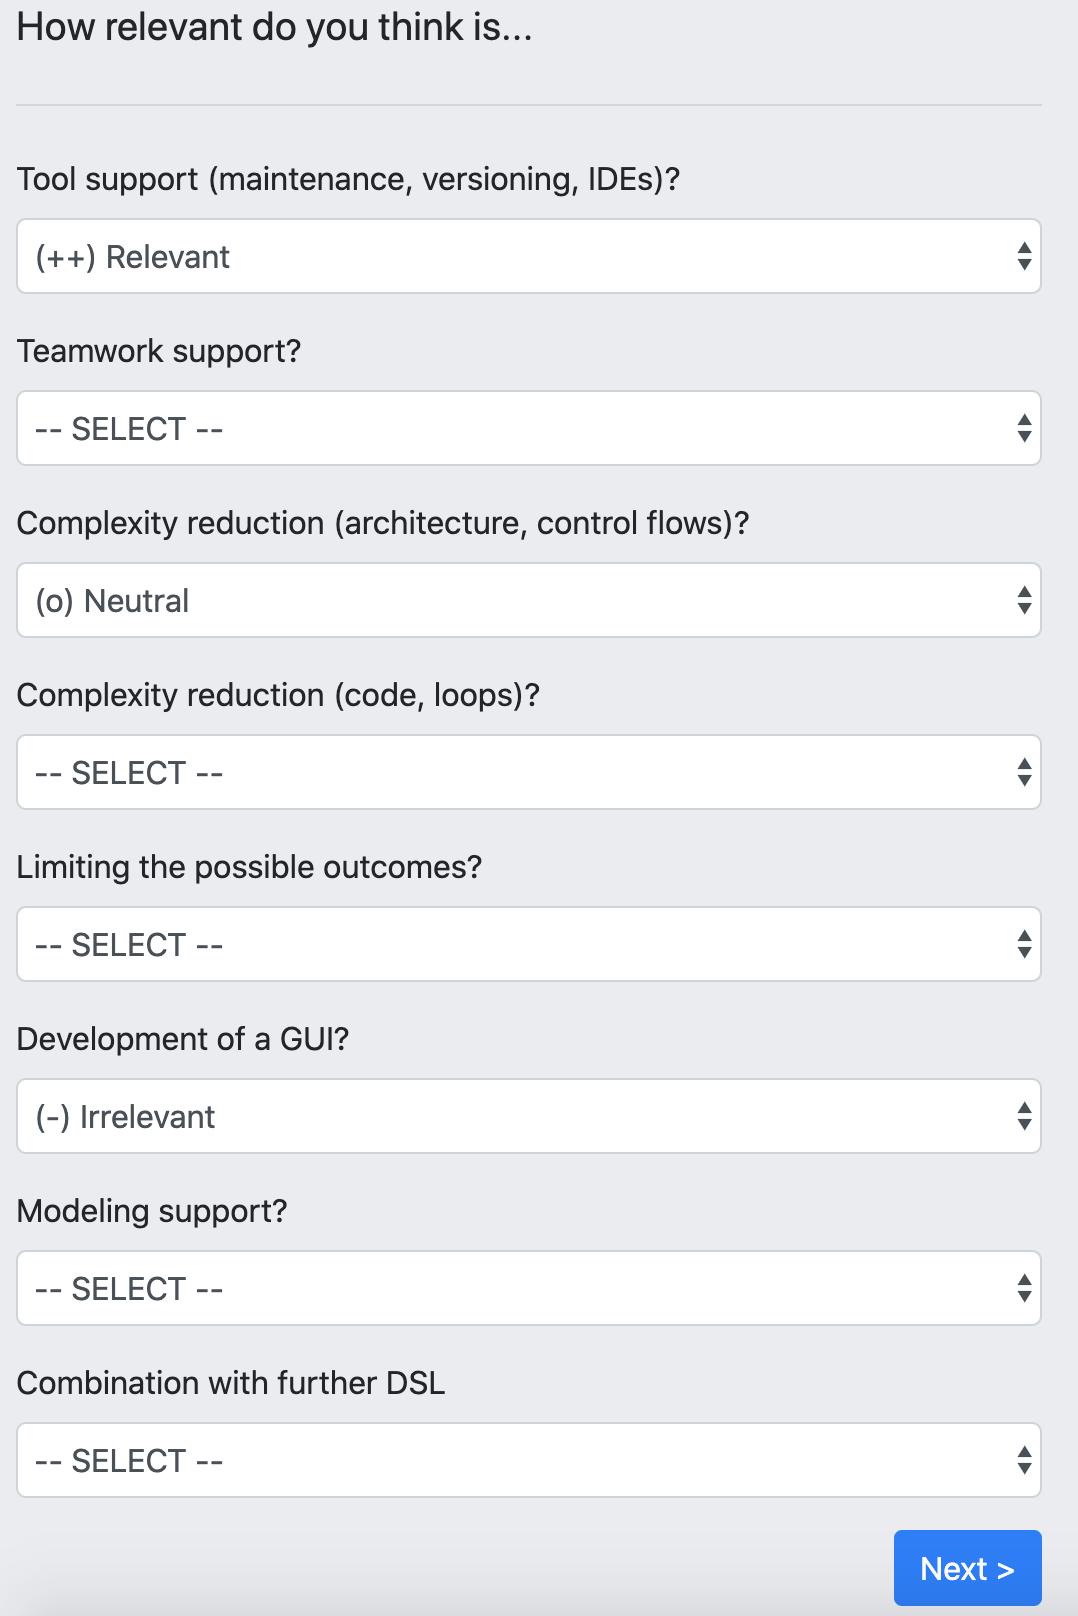 How relevant do you think is...
Tool support (maintenance, versioning, IDEs)?
(++) Relevant
Teamwork support?
-- SELECT --
Complexity reduction (architecture, control flows)?
(o) Neutral
Complexity reduction (code, loops)?
-- SELECT --
Limiting the possible outcomes?
-- SELECT --
Development of a GUI?
(-) Irrelevant
Modeling support?
-- SELECT --
Combination with further DSL
-- SELECT --
Next >